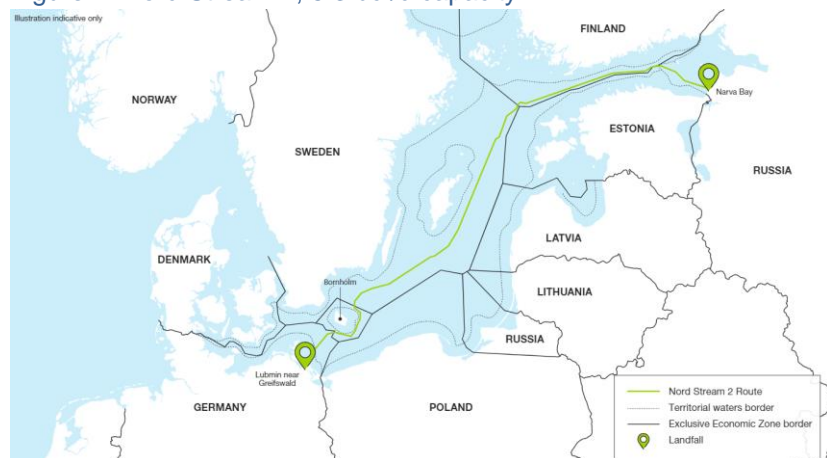 Illustration indicative only
FINLAND
NORWAY
Narva Bay
SWEDEN
ESTONIA
RUSSIA
LATVIA
DENMARK
Bornholm
LITHUANIA
RUSSIA
Lubmin near
Greifswald
GERMANY
POLAND
Nord Stream 2 Route
Territorial waters border
Exclusive Economic Zone border
Landfall